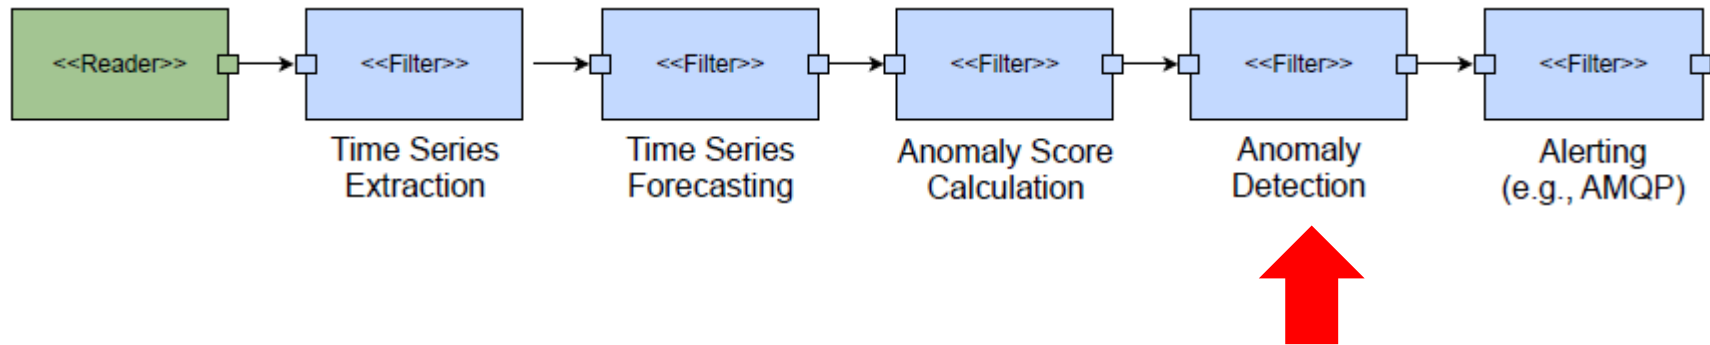 <<Reader>>
<<Filter>>
<<Filter>>
<<Filter>>
<<Filter>>
<<Filter>>
Time Series
Extraction
Time Series
Forecasting
Anomaly Score
Calculation
Anomaly
Detection
Alerting
(e.g., AMQP)